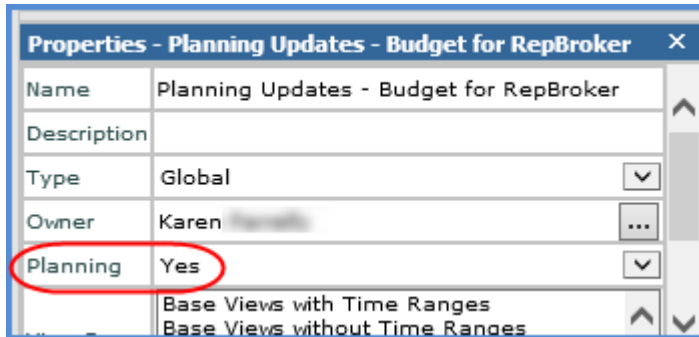 Properties - Planning Updates - Budget for RepBroker
Name Planning Updates - Budget for RepBroker
Description
Type Global
Owner Karen
Planning Yes
Base Views with Time Ranges
Base Views without Time Ranges